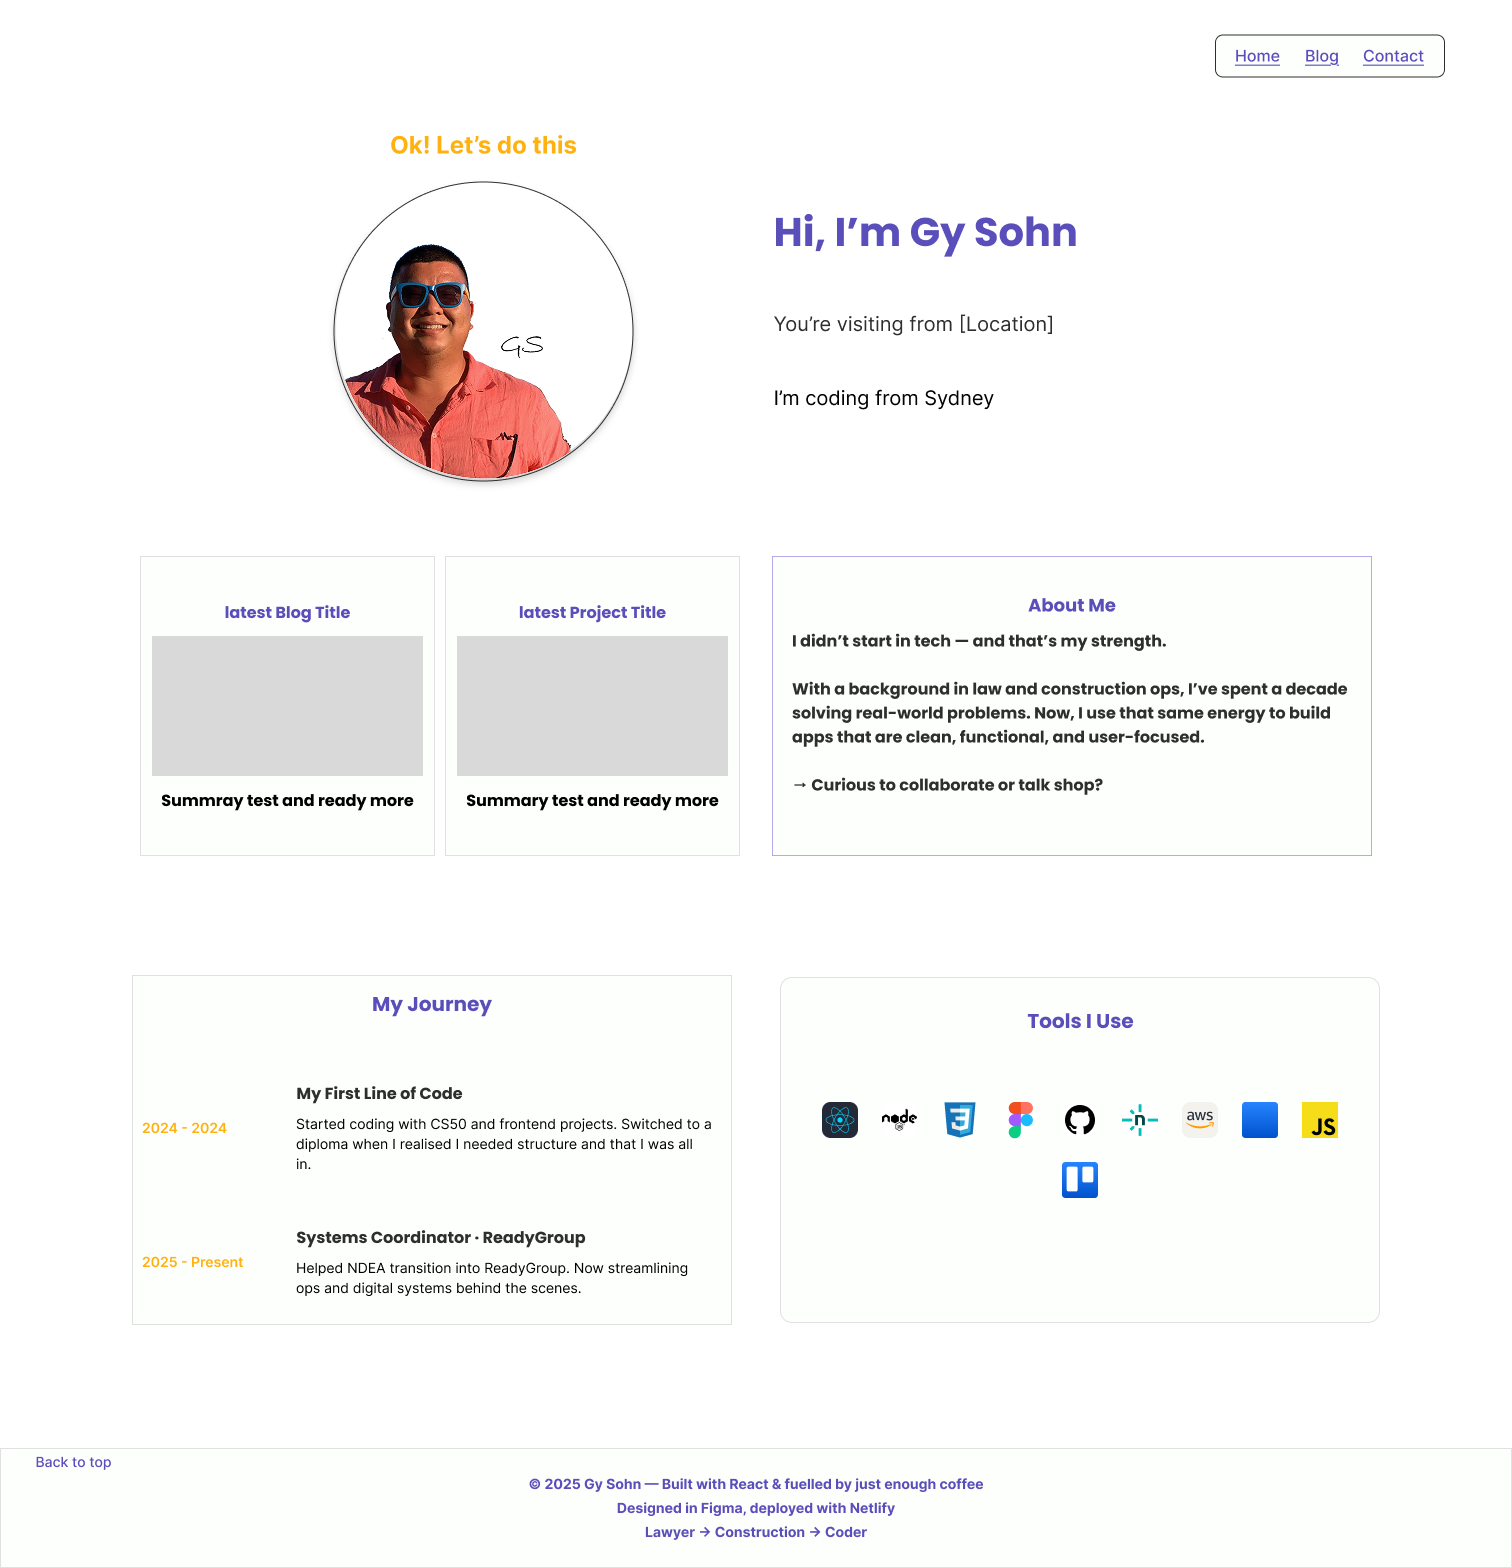 Home Blog Contact
Ok! Let’s do this
GS
Hi, I’m Gy Sohn
You’re visiting from [Location]
I’m coding from Sydney
latest Blog Title
Summray test and ready more
latest Project Title
Summary test and ready more
About Me
I didn’t start in tech — and that’s my strength.
With a background in law and construction ops, I’ve spent a decade
solving real-world problems. Now, I use that same energy to build
apps that are clean, functional, and user-focused.
→ Curious to collaborate or talk shop?
My Journey
2024 - 2024
My First Line of Code
Started coding with CS50 and frontend projects. Switched to a
diploma when I realised I needed structure and that I was all
in.
2025 - Present
Systems Coordinator · ReadyGroup
Helped NDEA transition into ReadyGroup. Now streamlining
ops and digital systems behind the scenes.
Tools I Use
node
JS
3
n
aws
JS
Back to top
© 2025 Gy Sohn — Built with React & fuelled by just enough coffee
Designed in Figma, deployed with Netlify
Lawyer → Construction → Coder